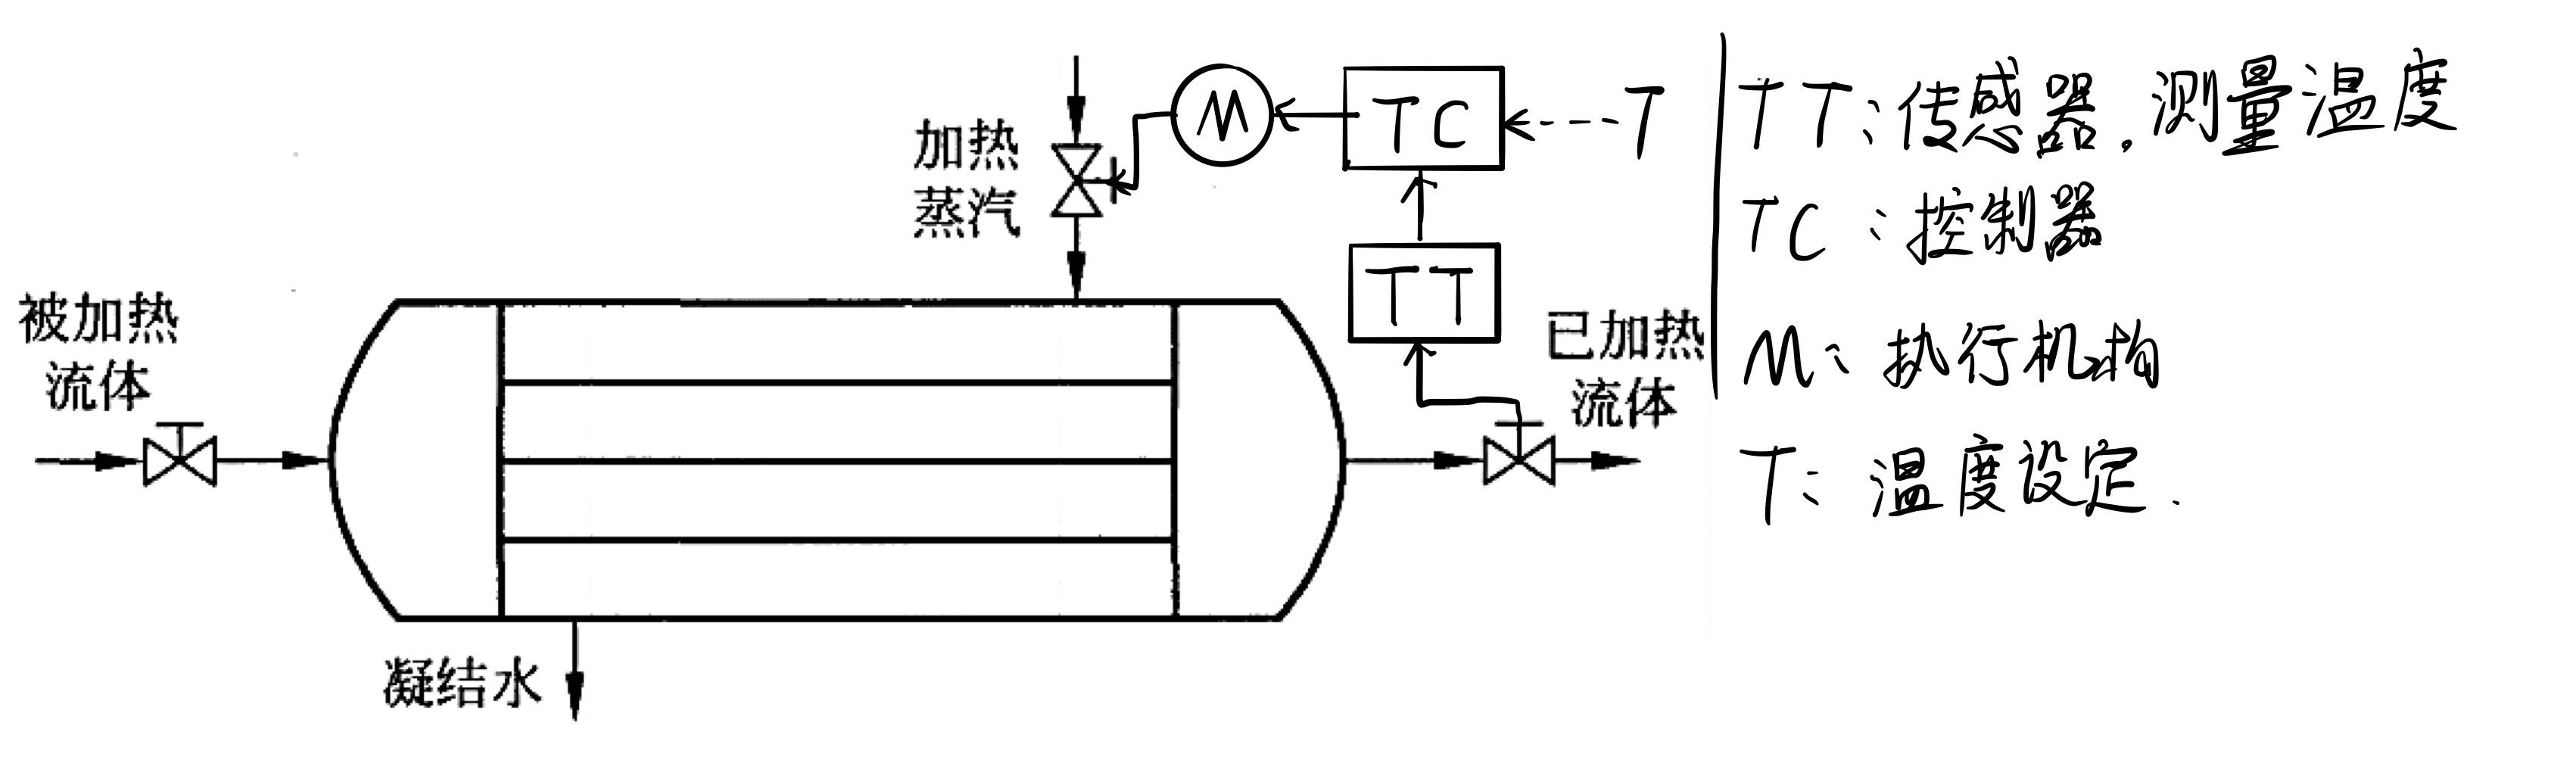 加热
蒸汽
M
TC
T
TT
被加热
流体
已加热
流体
凝结水
TT：传感器，测量温度
TC：控制器
M：执行机构
T：温度设定.